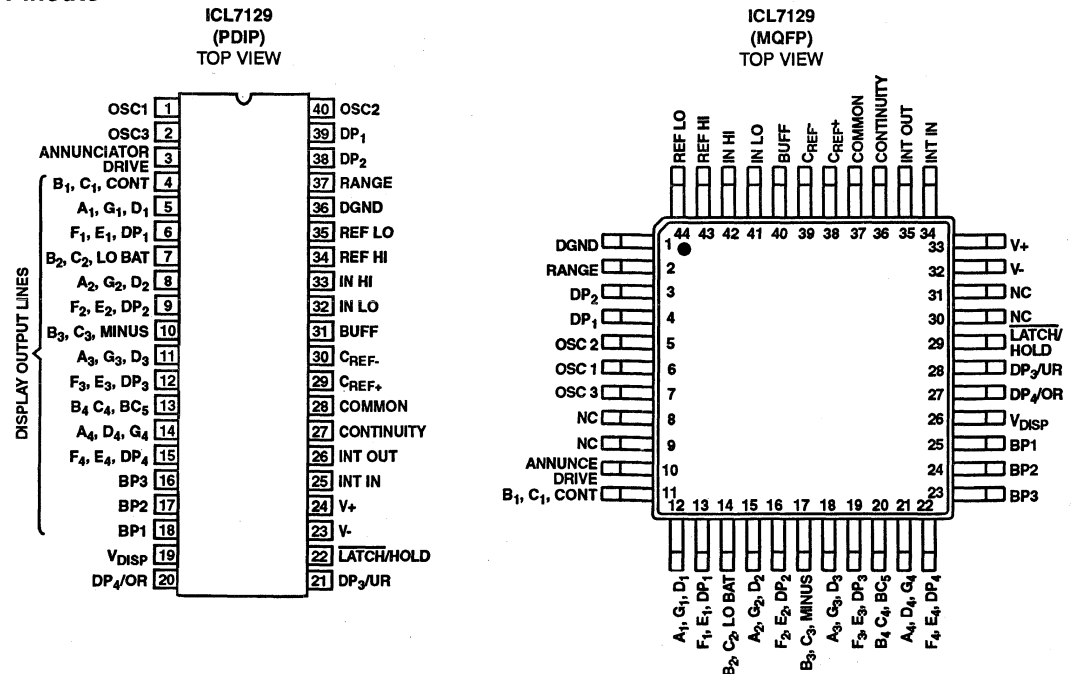 ICL7129
(PDIP)
TOP VIEW
OSC1 1
OSC3 2
ANNUNCIATOR
DRIVE 3
B1, C1, CONT 4
A1, G1, D1 5
F1, E1, DP1 6
B2, C2, LO BAT 7
A2, G2, D2 8
F2, E2, DP2 9
B3, C3, MINUS 10
A3, G3, D3 11
F3, E3, DP3 12
B4 C4, BC5 13
A4, D4, G4 14
F4, E4, DP4 15
BP3 16
BP2 17
BP1 18
VDISP 19
DP4/OR 20
DISPLAY OUTPUT LINES
40 OSC2
39 DP1
38 DP2
37 RANGE
36 DGND
35 REF LO
34 REF HI
33 IN HI
32 IN LO
31 BUFF
30 CREF-
29 CREF+
28 COMMON
27 CONTINUITY
26 INT OUT
25 INT IN
24 V+
23 V-
22 LATCH/HOLD
21 DP3/UR
ICL7129
(MQFP)
TOP VIEW
REF LO
REF HI
IN HI
IN LO
BUFF
CREF-
CREF+
COMMON
CONTINUITY
INT OUT
INT IN
44 43 42 41 40 39 38 37 36 35 34
DGND 1
RANGE 2
DP2 3
DP1 4
OSC 2 5
OSC 1 6
OSC 3 7
NC 8
NC 9
ANNUNCE
DRIVE 10
B1, C1, CONT 11
33 V+
32 V-
31 NC
30 NC
29 LATCH/
HOLD
28 DP3/UR
27 DP4/OR
26 VDISP
25 BP1
24 BP2
23 BP3
12 13 14 15 16 17 18 19 20 21 22
A1, G1, D1
F1, E1, DP1
B2, C2, LO BAT
A2, G2, D2
F2, E2, DP2
B3, C3, MINUS
A3, G3, D3
F3, E3, DP3
B4 C4, BC5
A4, D4, G4
F4, E4, DP4